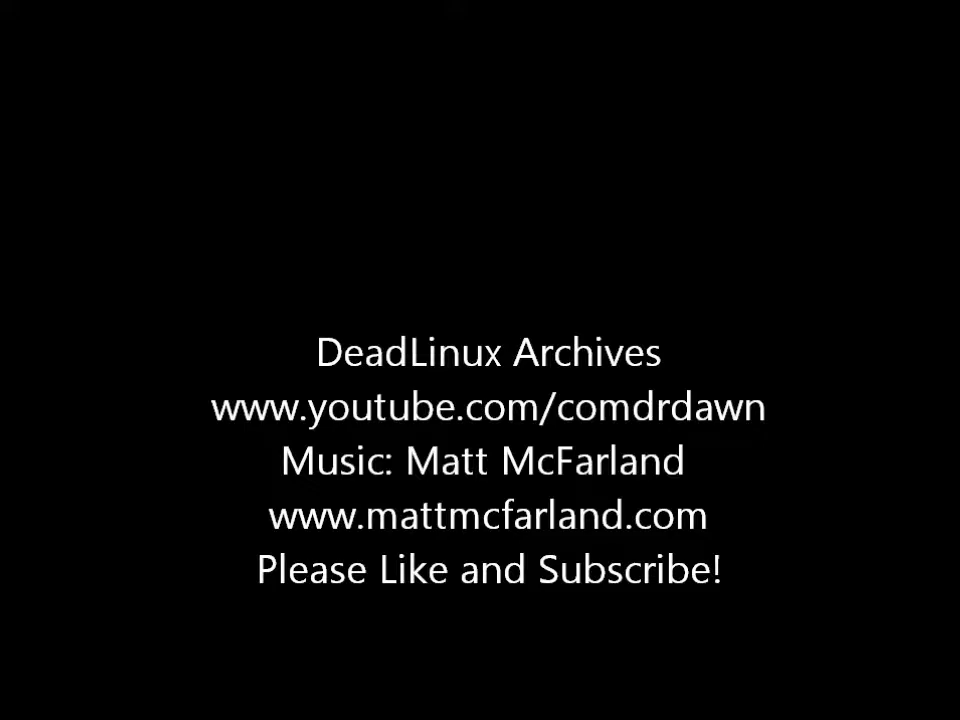 DeadLinux Archives
www.youtube.com/comdrdawn
Music: Matt McFarland
www.mattmcfarland.com
Please Like and Subscribe!